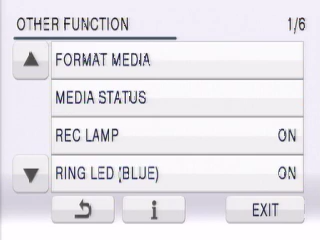 OTHER FUNCTION 1/6
FORMAT MEDIA
MEDIA STATUS
REC LAMP ON
RING LED (BLUE) ON
i EXIT